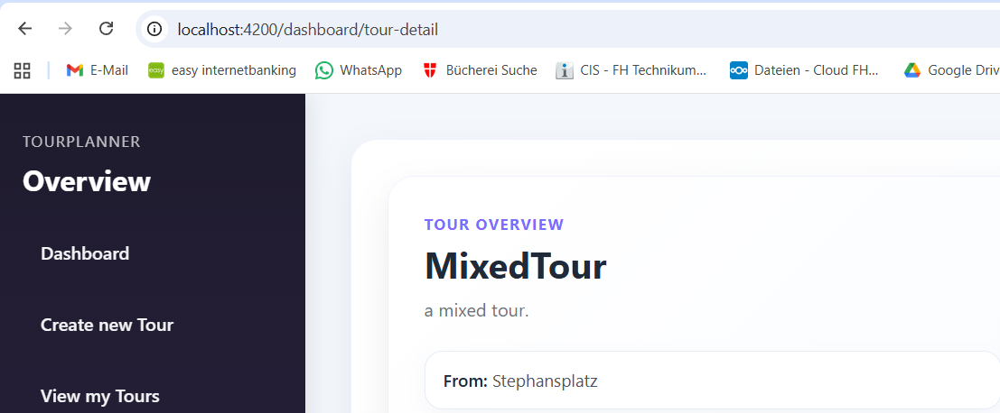 localhost:4200/dashboard/tour-detail
E-Mail easy internetbanking WhatsApp Bücherei Suche CIS - FH Technikum... Dateien - Cloud FH... Google Driv
TOURPLANNER
Overview
Dashboard
Create new Tour
View my Tours
TOUR OVERVIEW
MixedTour
a mixed tour.
From: Stephansplatz